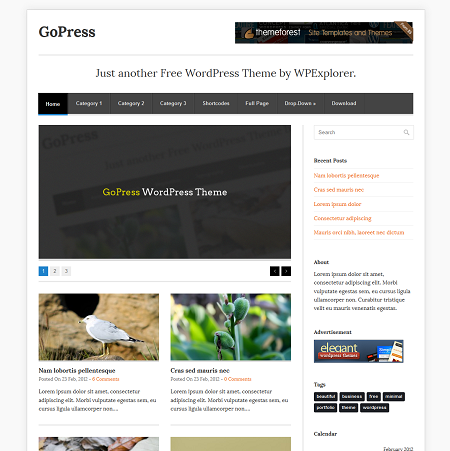 GoPress
themeforest Site Templates and Themes
Just another Free WordPress Theme by WPExplorer.
Home Category 1 Category 2 Category 3 Shortcodes Full Page Drop-Down » Download
GoPress WordPress Theme
1 2 3
Nam lobortis pellentesque
Posted On 23 Feb, 2012 - 6 Comments
Lorem ipsum dolor sit amet, consectetur
adipiscing elit. Morbi vulputate egestas sem, eu
cursus ligula ullamcorper non....
Crus sed mauris nec
Posted On 23 Feb, 2012 - 0 Comments
Lorem ipsum dolor sit amet, consectetur
adipiscing elit. Morbi vulputate egestas sem, eu
cursus ligula ullamcorper non....
Search
Recent Posts
Nam lobortis pellentesque
Crus sed mauris nec
Lorem ipsum dolor
Consectetur adipiscing
Mauris orci nibh, laoreet nec dictum
About
Lorem ipsum dolor sit amet,
consectetur adipiscing elit. Morbi
vulputate egestas sem, eu cursus ligula
ullamcorper non. Curabitur tristique
velit eu mauris venenatis egestas.
Advertisement
elegant
wordpress themes
Tags
beautiful business free minimal
portfolio theme wordpress
Calendar
February 2012